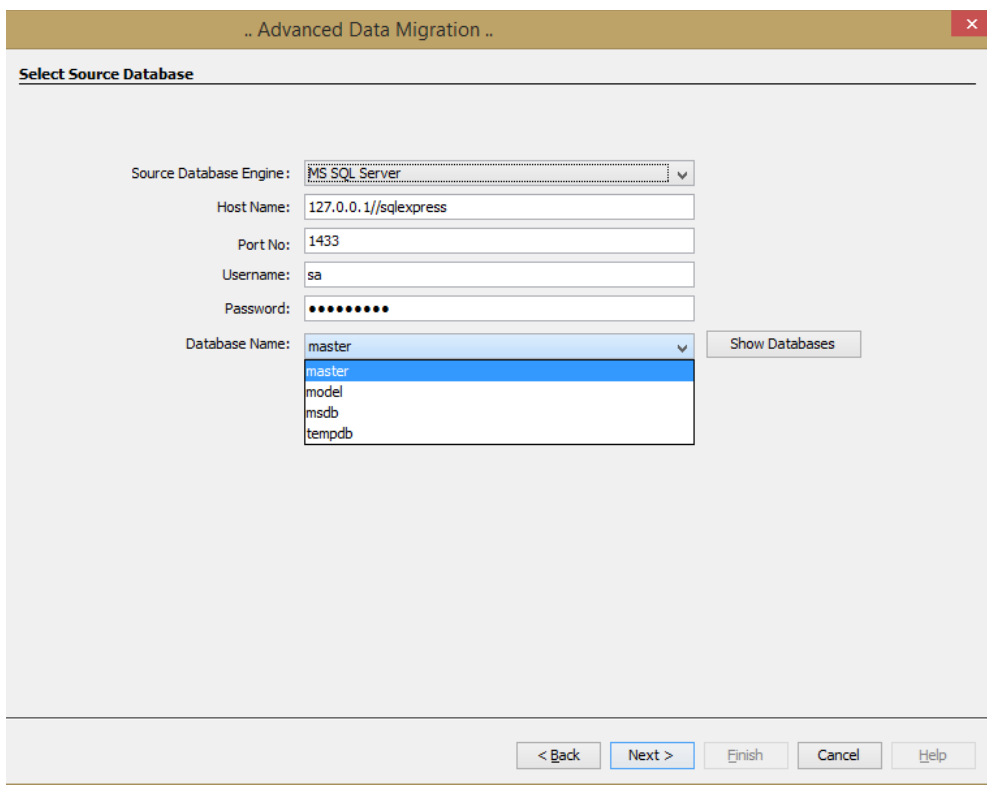 .. Advanced Data Migration ..
Select Source Database
Source Database Engine: MS SQL Server
Host Name: 127.0.0.1//sqlexpress
Port No: 1433
Username: sa
Password: •••••••••
Database Name: master Show Databases
master
model
msdb
tempdb
< Back Next > Finish Cancel Help